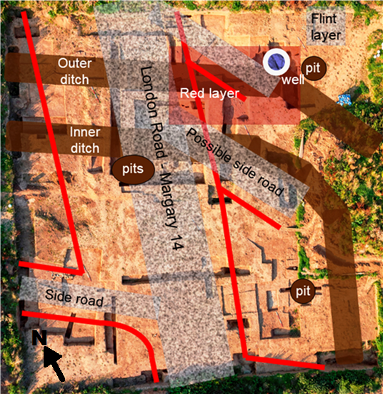 Flint
layer
Outer
ditch
pit
well
Red layer
London Road - Margary 14
Inner
ditch
Possible side road
pits
pit
Side road
N